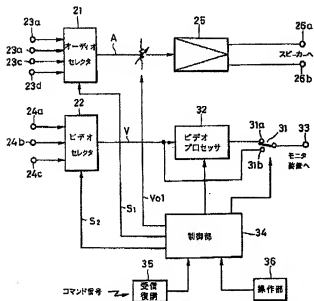 21
23a
23a
23c
23d
オーディオ
セレクタ
A
25
26a
スピーカーへ
26b
22
24a
24b
24c
ビデオ
セレクタ
V
32
ビデオ
プロセッサ
31a
31
31b
33
モニタ
装置へ
S₂
S₁
Vo1
制御部
34
35
受信
復調
コマンド信号
36
操作部